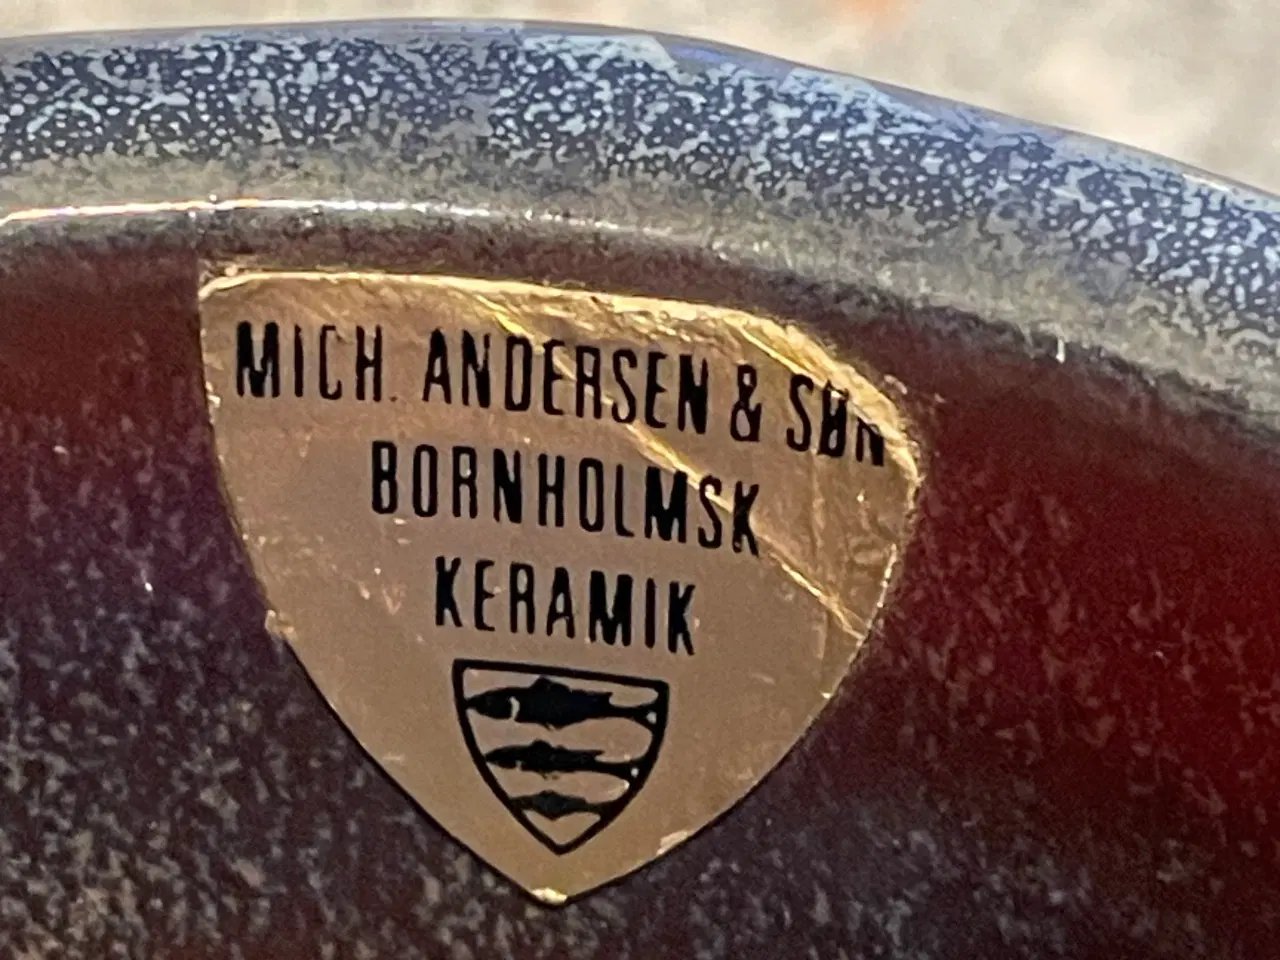 MICH. ANDERSEN & SØN
BORNHOLMSK
KERAMIK